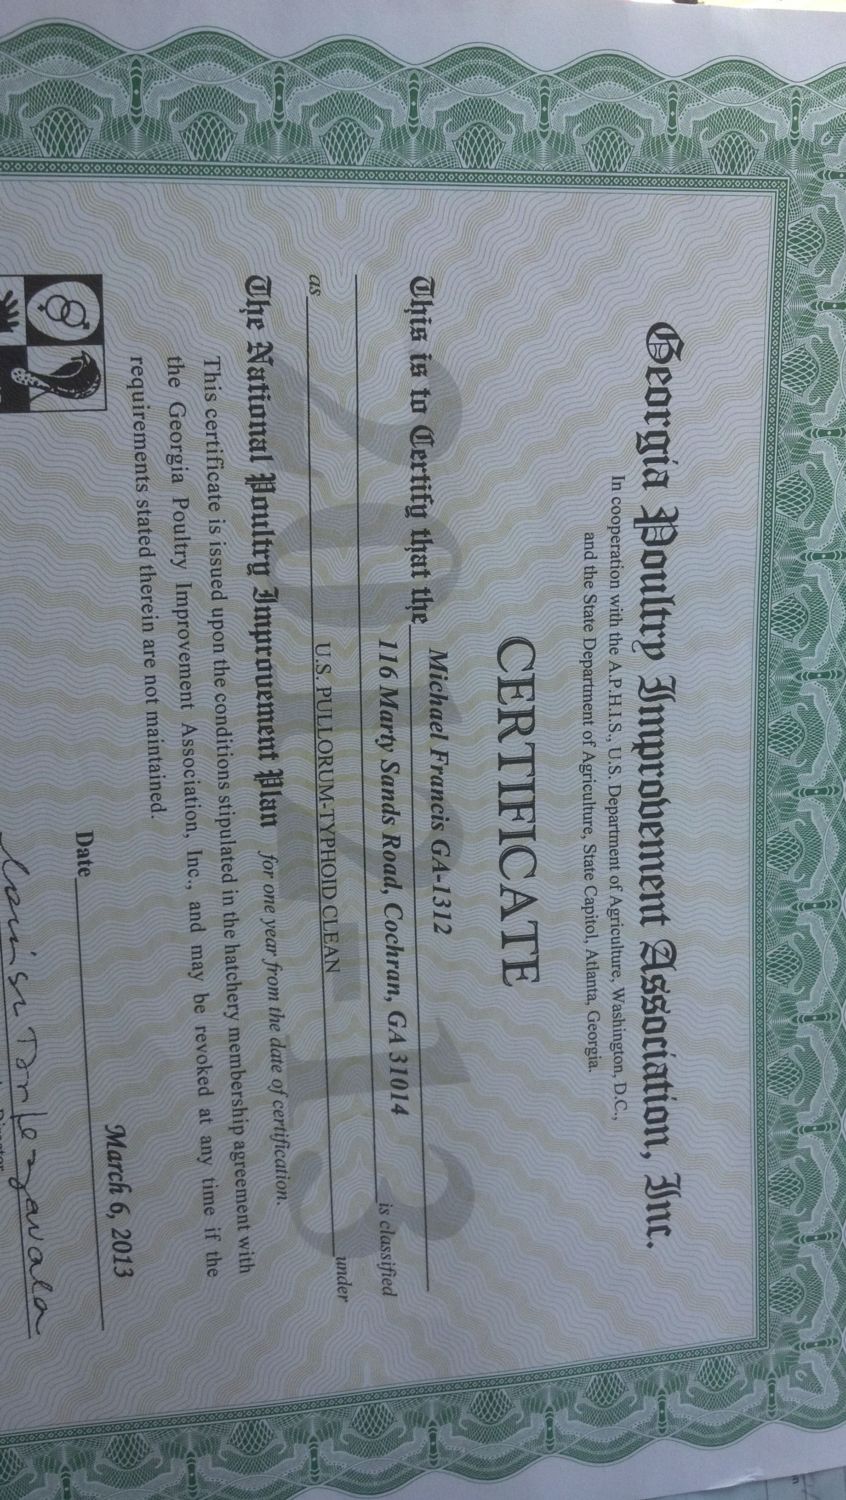 Georgia Poultry Improvement Association, Inc.
In cooperation with the A.P.H.I.S., U.S. Department of Agriculture, Washington, D.C.,
and the State Department of Agriculture, State Capitol, Atlanta, Georgia.
CERTIFICATE
This is to Certify that the Michael Francis GA-1312
116 Marty Sands Road, Cochran, GA 31014 is classified
as U.S. PULLORUM-TYPHOID CLEAN under
The National Poultry Improvement Plan for one year from the date of certification.
This certificate is issued upon the conditions stipulated in the hatchery membership agreement with
the Georgia Poultry Improvement Association, Inc., and may be revoked at any time if the
requirements stated therein are not maintained.
2012-13
Date March 6, 2013